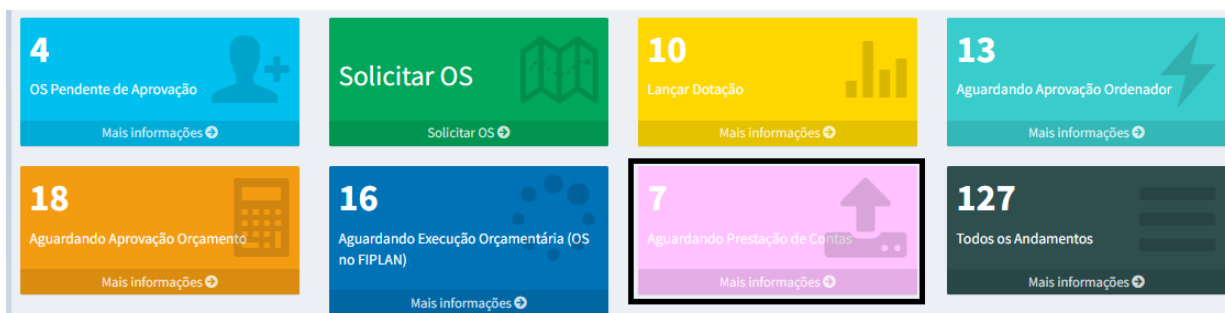 4
OS Pendente de Aprovação
Mais informações
Solicitar OS
Solicitar OS
10
Lançar Dotação
Mais informações
13
Aguardando Aprovação Ordenador
Mais informações
18
Aguardando Aprovação Orçamento
Mais informações
16
Aguardando Execução Orçamentária (OS
no FIPLAN)
Mais informações
7
Aguardando Prestação de Contas
Mais informações
127
Todos os Andamentos
Mais informações